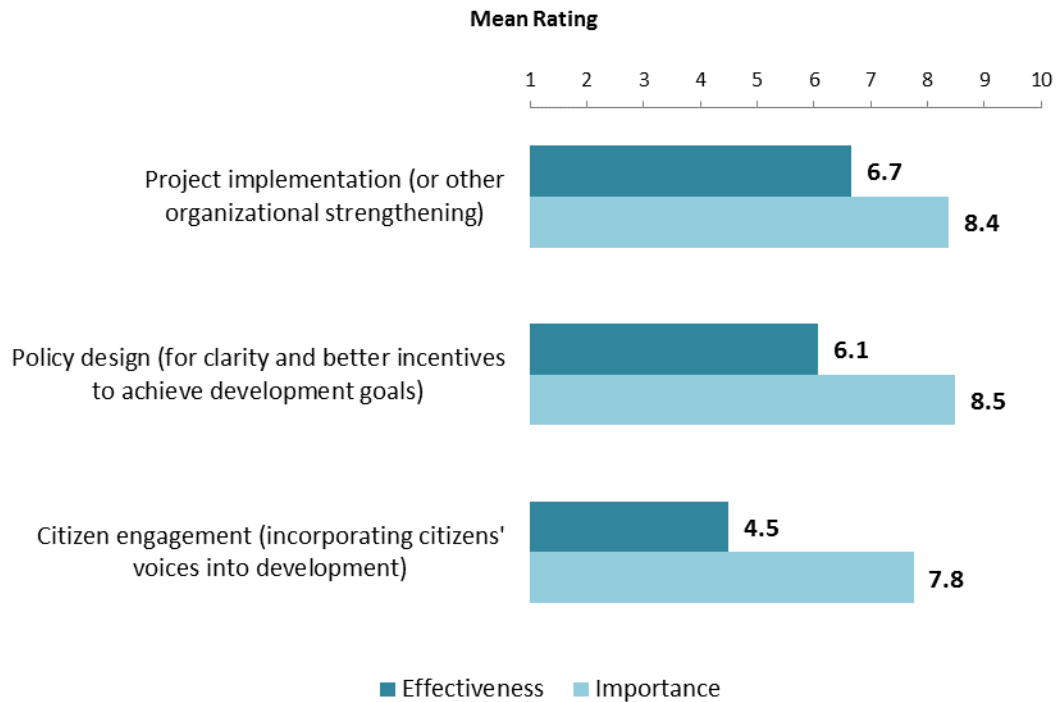 Mean Rating
1 2 3 4 5 6 7 8 9 10
Project implementation (or other
organizational strengthening)
6.7
8.4
Policy design (for clarity and better incentives
to achieve development goals)
6.1
8.5
Citizen engagement (incorporating citizens'
voices into development)
4.5
7.8
Effectiveness Importance